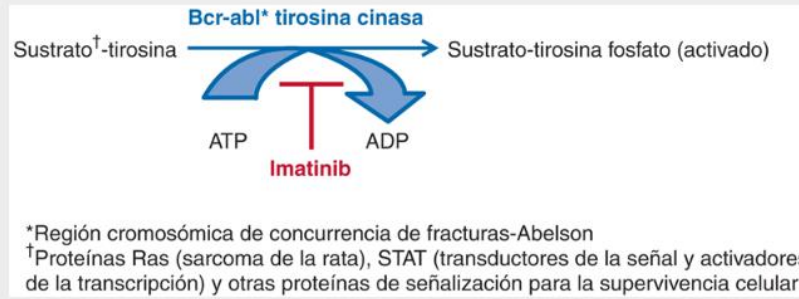 Bcr-abl* tirosina cinasa
Sustrato†-tirosina
Sustrato-tirosina fosfato (activado)
ATP
ADP
Imatinib
*Región cromosómica de concurrencia de fracturas-Abelson
†Proteínas Ras (sarcoma de la rata), STAT (transductores de la señal y activadores
de la transcripción) y otras proteínas de señalización para la supervivencia celular